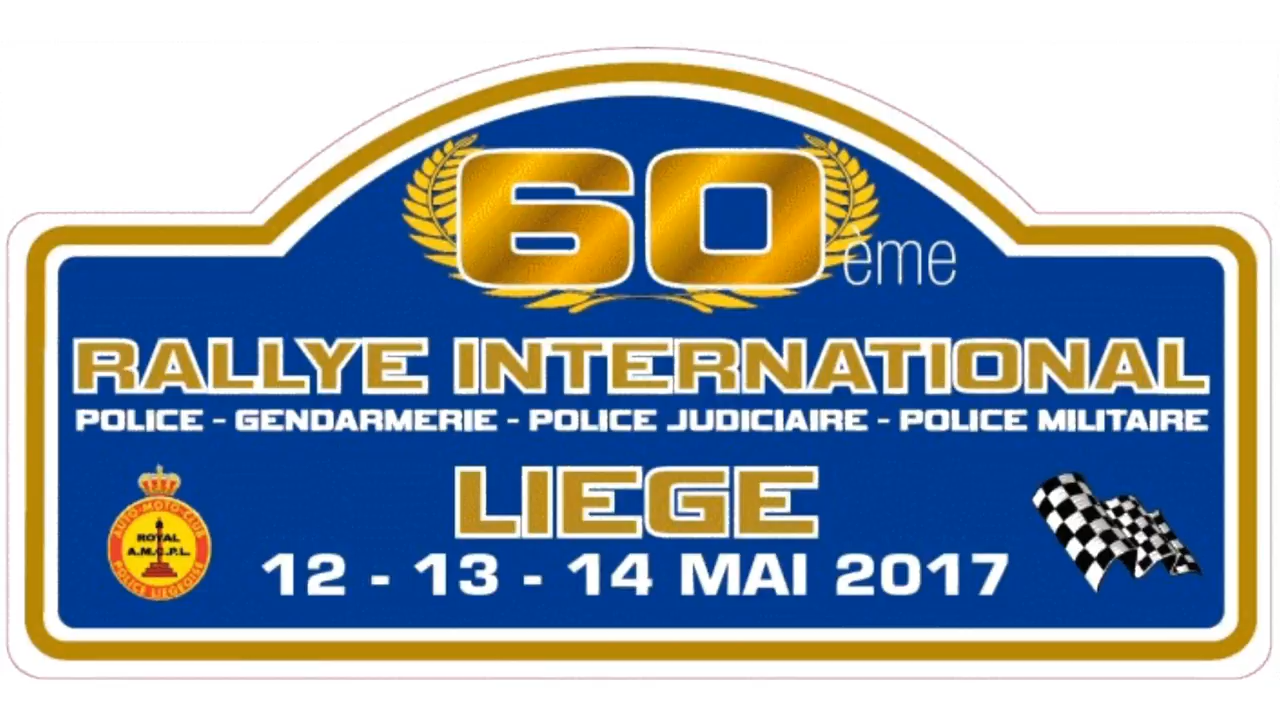 60ème
RALLYE INTERNATIONAL
POLICE - GENDARMERIE - POLICE JUDICIAIRE - POLICE MILITAIRE
LIEGE
12 - 13 - 14 MAI 2017
AUTO-MOTO-CLUB
ROYAL
A.M.C.P.L.
POLICE LIEGEOISE